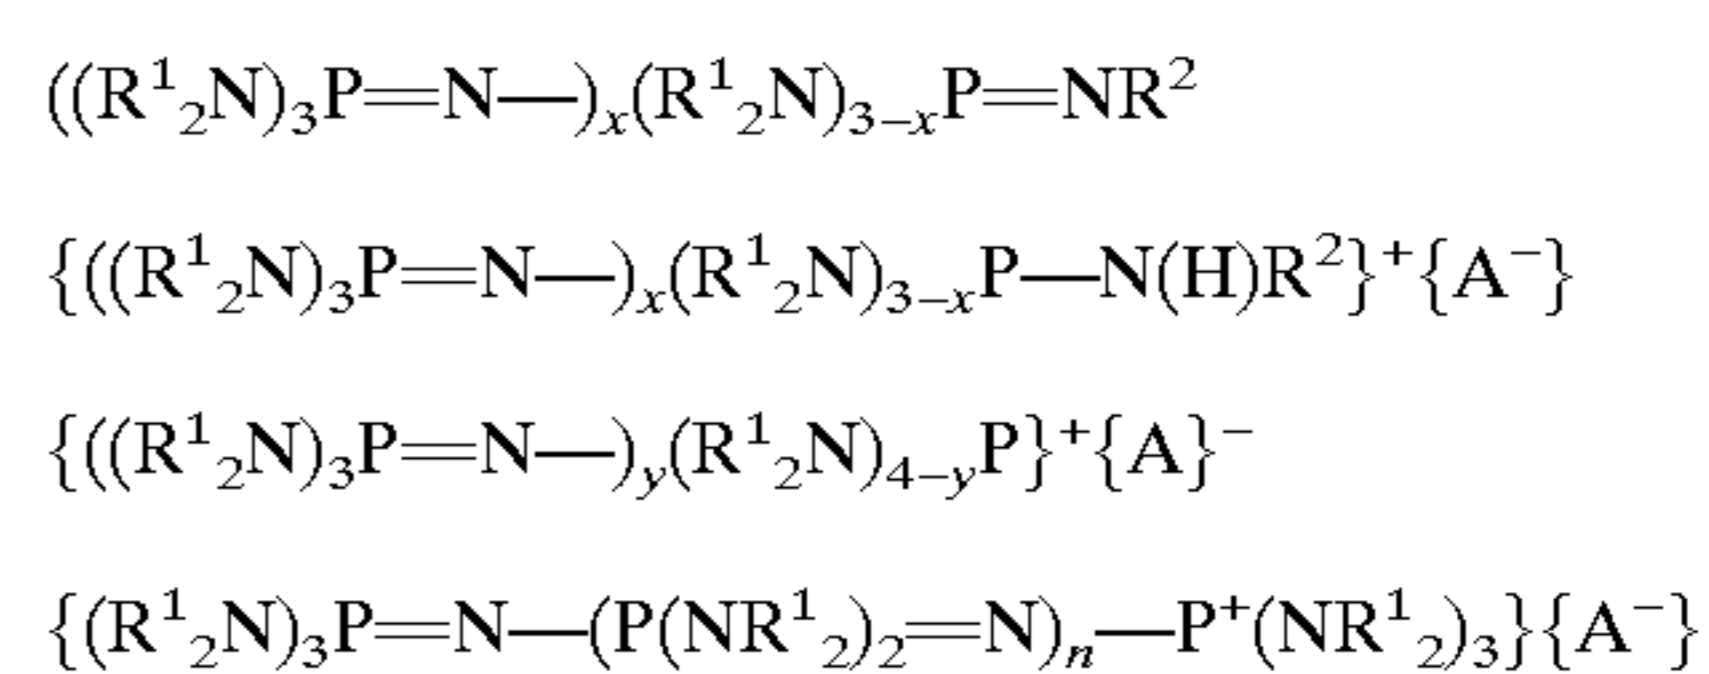 ((R¹₂N)₃P═N—)ₓ(R¹₂N)₃₋ₓP═NR²
{((R¹₂N)₃P═N—)ₓ(R¹₂N)₃₋ₓP—N(H)R²}⁺{A⁻}
{((R¹₂N)₃P═N—)_y(R¹₂N)_{4−y}P}⁺{A}⁻
{(R¹₂N)₃P═N—(P(NR¹₂)₂═N)ₙ—P⁺(NR¹₂)₃}{A⁻}